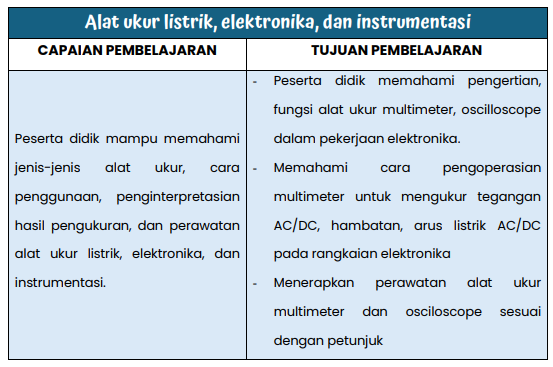 Alat ukur listrik, elektronika, dan instrumentasi
CAPAIAN PEMBELAJARAN
Peserta didik mampu memahami
jenis-jenis alat ukur, cara
penggunaan, penginterpretasian
hasil pengukuran, dan perawatan
alat ukur listrik, elektronika, dan
instrumentasi.
TUJUAN PEMBELAJARAN
- Peserta didik memahami pengertian,
fungsi alat ukur multimeter, oscilloscope
dalam pekerjaan elektronika.
- Memahami cara pengoperasian
multimeter untuk mengukur tegangan
AC/DC, hambatan, arus listrik AC/DC
pada rangkaian elektronika
- Menerapkan perawatan alat ukur
multimeter dan osciloscope sesuai
dengan petunjuk